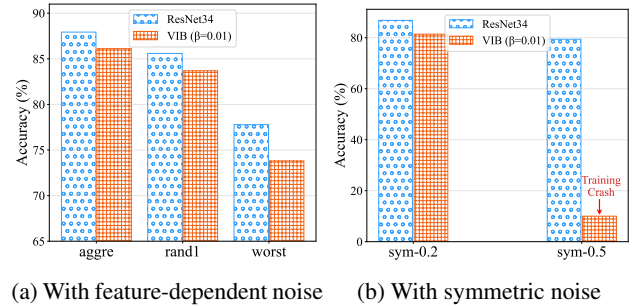 90
85
80
75
70
65
Accuracy (%)
ResNet34
VIB (β=0.01)
aggre
rand1
worst
(a) With feature-dependent noise
80
60
40
20
0
Accuracy (%)
ResNet34
VIB (β=0.01)
Training
Crash
sym-0.2
sym-0.5
(b) With symmetric noise